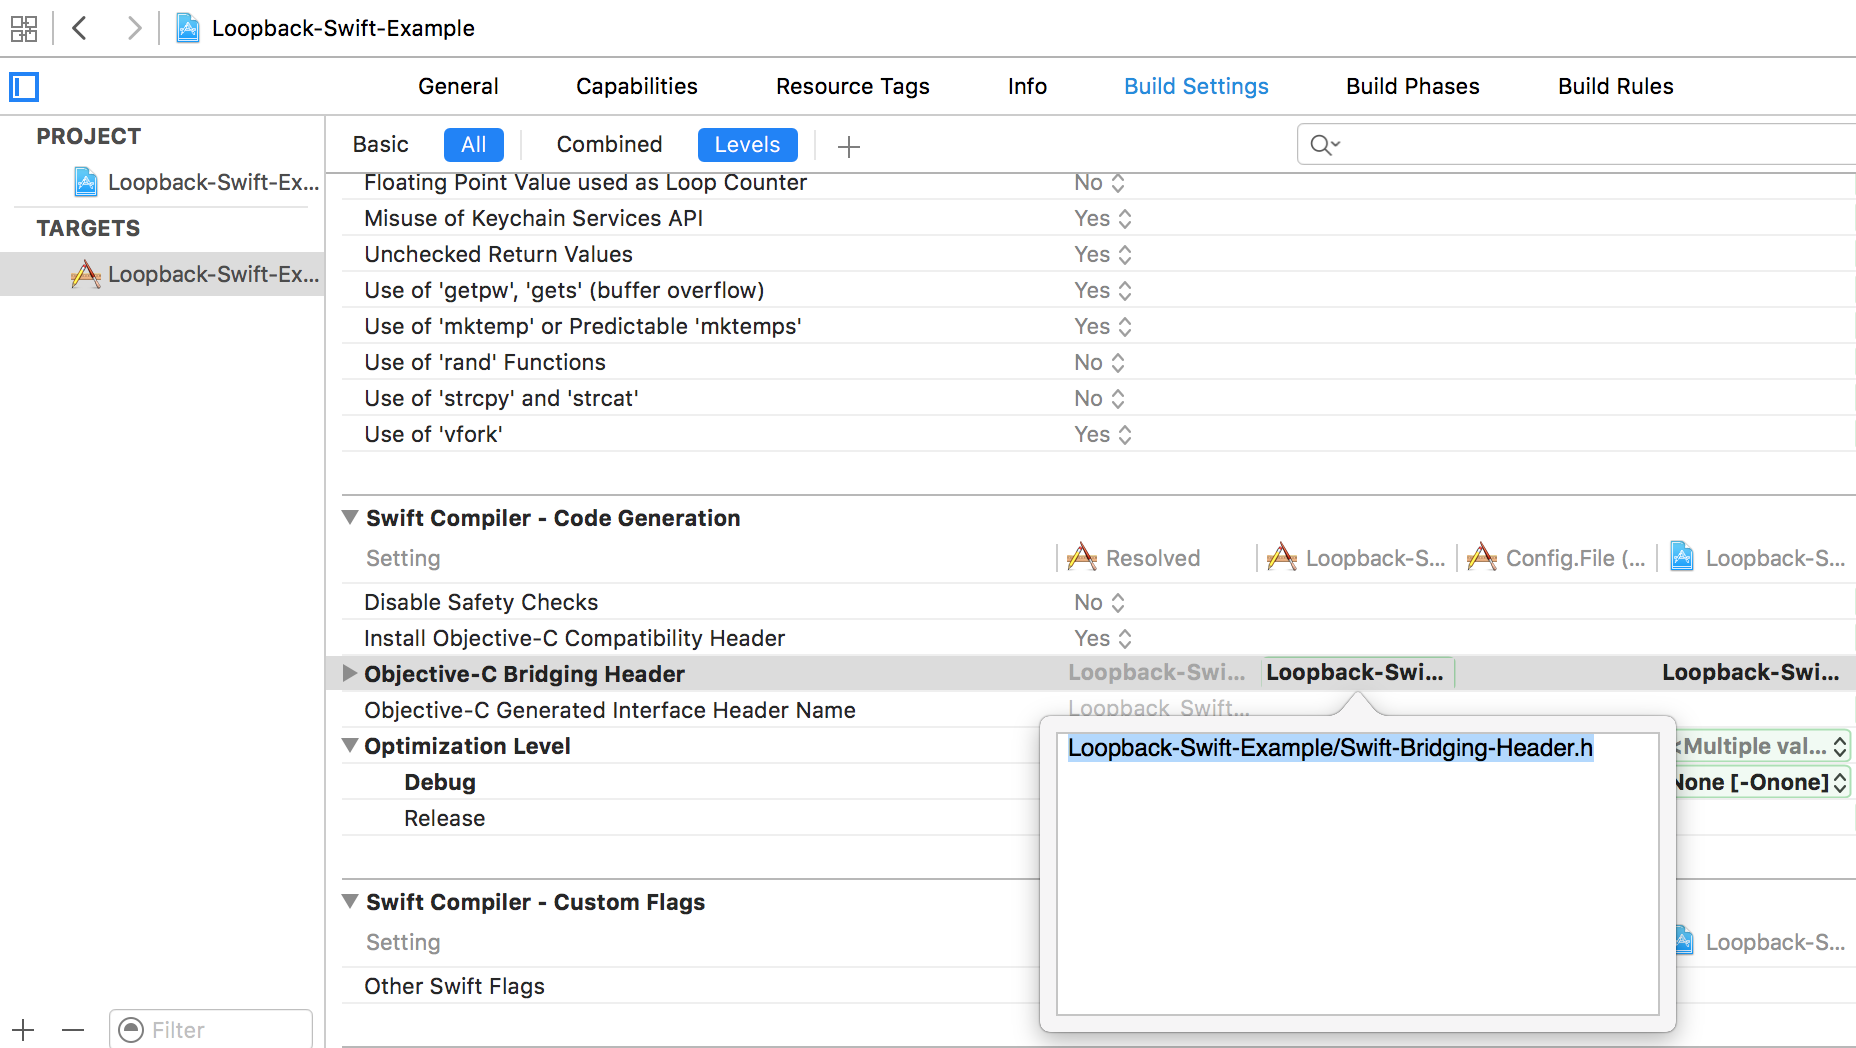 Loopback-Swift-Example
General Capabilities Resource Tags Info Build Settings Build Phases Build Rules
PROJECT
Loopback-Swift-Ex...
TARGETS
Loopback-Swift-Ex...
Basic All Combined Levels
Floating Point Value used as Loop Counter No
Misuse of Keychain Services API Yes
Unchecked Return Values Yes
Use of 'getpw', 'gets' (buffer overflow) Yes
Use of 'mktemp' or Predictable 'mktemps' Yes
Use of 'rand' Functions No
Use of 'strcpy' and 'strcat' No
Use of 'vfork' Yes
Swift Compiler - Code Generation
Setting Resolved Loopback-S... Config.File (... Loopback-S...
Disable Safety Checks No
Install Objective-C Compatibility Header Yes
Objective-C Bridging Header Loopback-Swi... Loopback-Swi... Loopback-Swi...
Objective-C Generated Interface Header Name Loopback_Swift...
Optimization Level <Multiple val...
Debug None [-Onone]
Release
Loopback-Swift-Example/Swift-Bridging-Header.h
Swift Compiler - Custom Flags
Setting Loopback-S...
Other Swift Flags
Filter